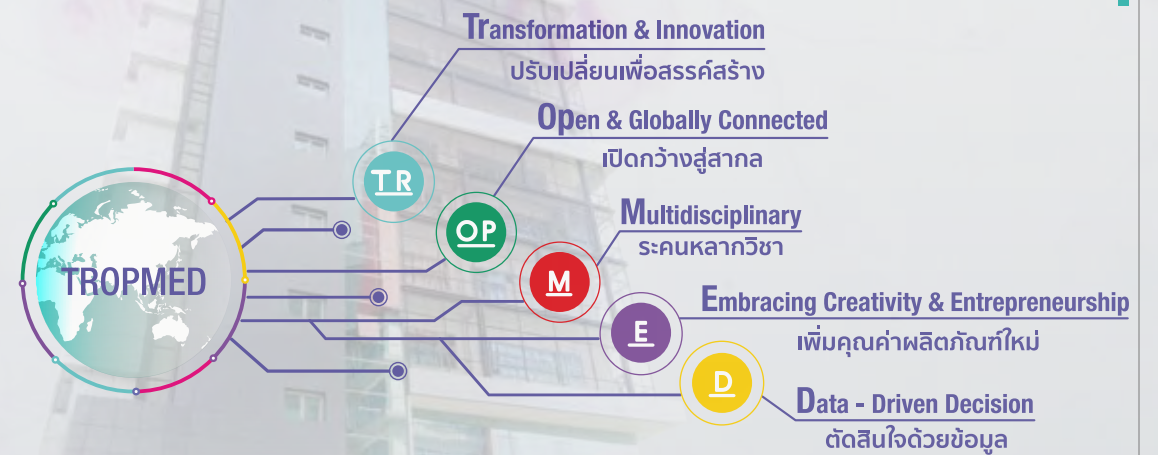 Transformation & Innovation
ปรับเปลี่ยนเพื่อสรรค์สร้าง
Open & Globally Connected
เปิดกว้างสู่สากล
TR
Multidisciplinary
ระคนหลากวิชา
OP
TROPMED
M
Embracing Creativity & Entrepreneurship
เพิ่มคุณค่าผลิตภัณฑ์ใหม่
E
D
Data - Driven Decision
ตัดสินใจด้วยข้อมูล